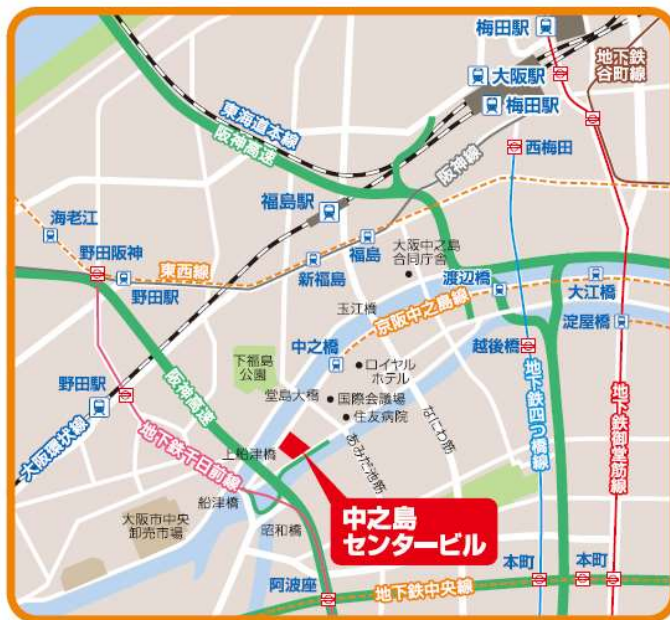 梅田駅
地下鉄
谷町線
大阪駅
梅田駅
東海道本線
阪神高速
阪神線
西梅田
福島駅
海老江
福島
大阪中之島
合同庁舎
野田阪神
東西線
新福島
渡辺橋
野田駅
大江橋
玉江橋
京阪中之島線
淀屋橋
中之橋
越後橋
下福島
公園
ロイヤル
ホテル
野田駅
阪神高速
堂島大橋
国際会議場
住友病院
なにわ筋
地下鉄四つ橋線
地下鉄御堂筋線
大阪環状線
地下鉄千日前線
上船津橋
あみだ池筋
船津橋
中之島
センタービル
大阪市中央
卸売市場
昭和橋
本町
本町
阿波座
地下鉄中央線